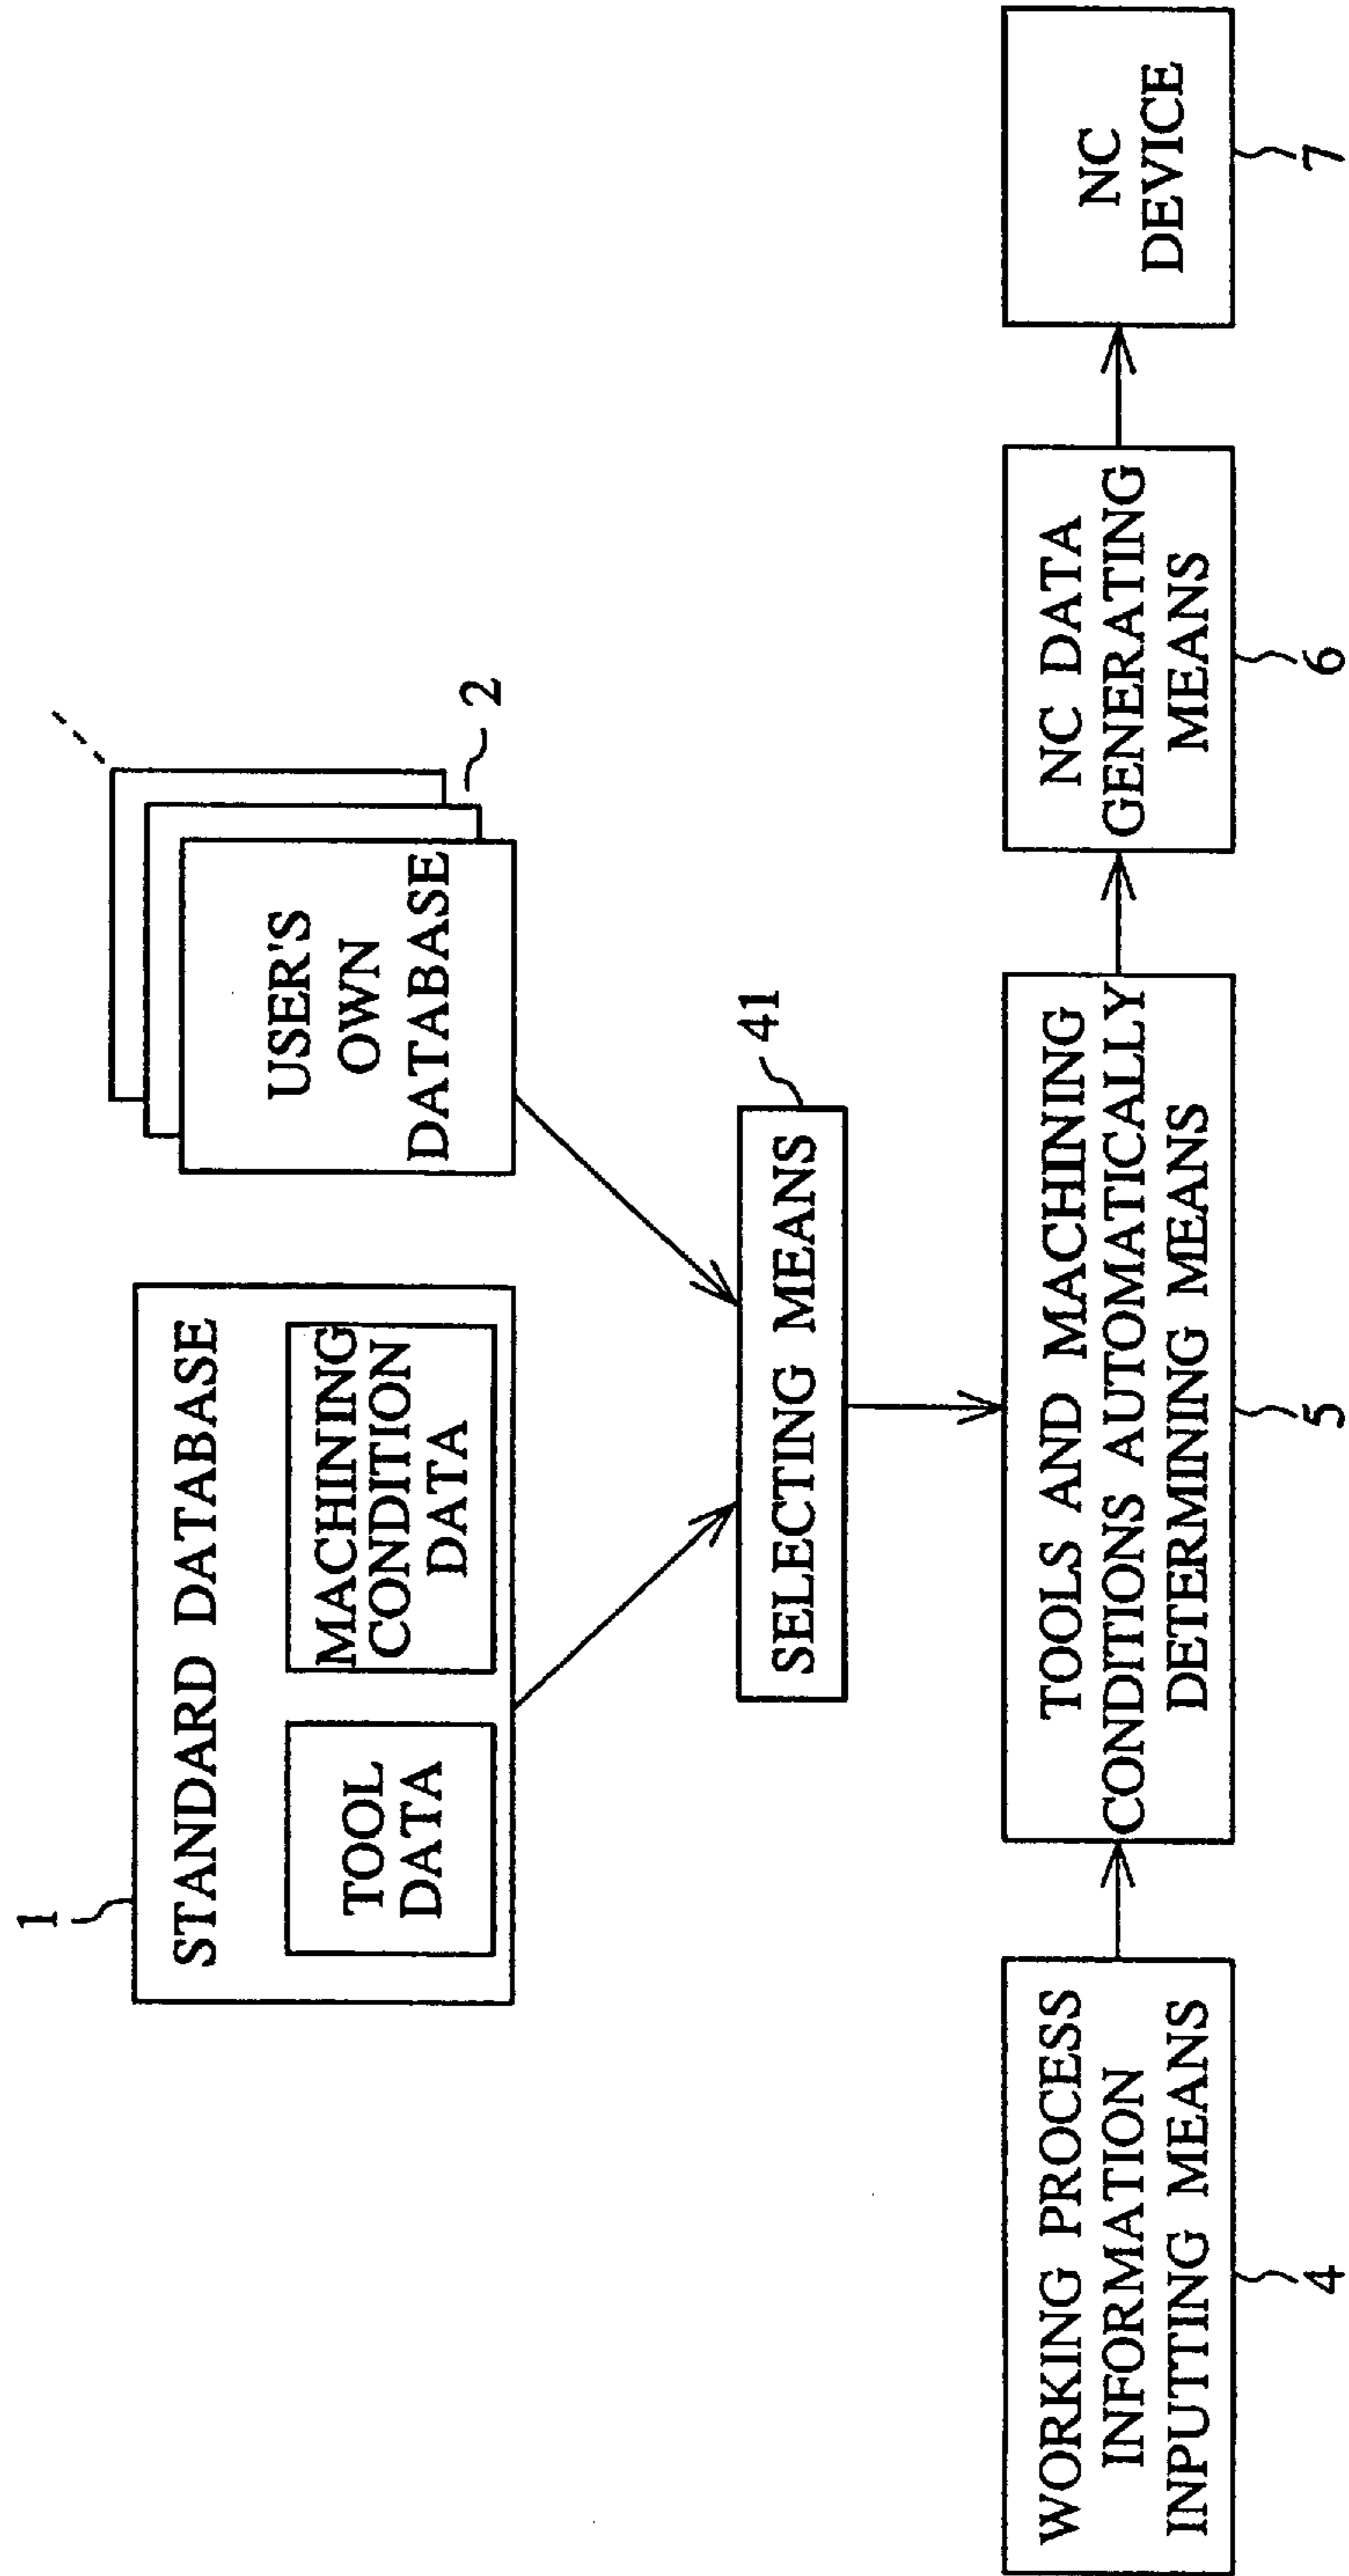 1
STANDARD DATABASE
TOOL
DATA
MACHINING
CONDITION
DATA
USER'S
OWN
DATABASE
2
SELECTING MEANS
41
WORKING PROCESS
INFORMATION
INPUTTING MEANS
4
TOOLS AND MACHINING
CONDITIONS AUTOMATICALLY
DETERMINING MEANS
5
NC DATA
GENERATING
MEANS
6
NC
DEVICE
7